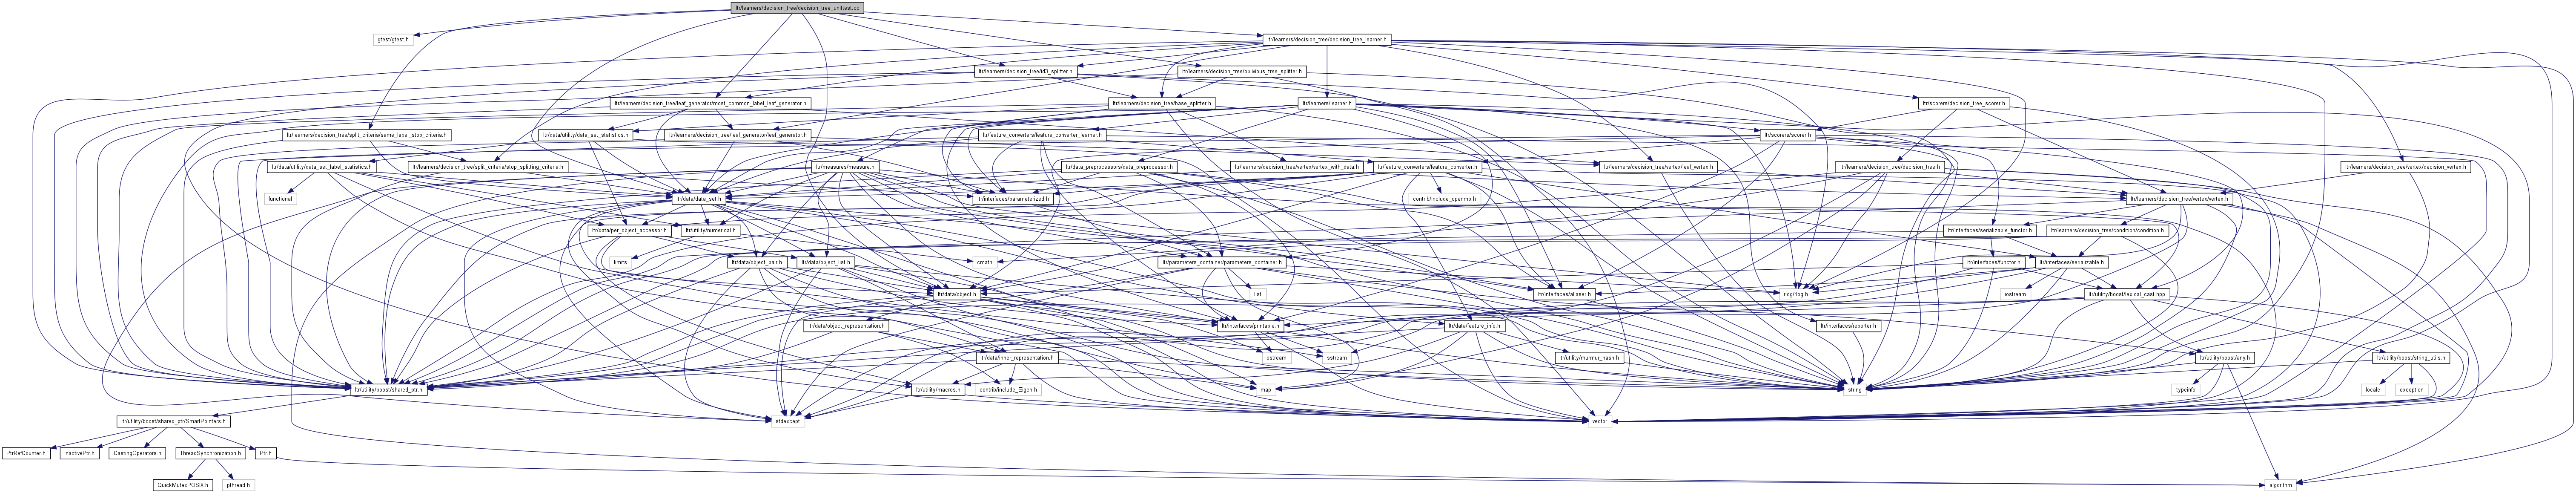 ltr/learners/decision_tree/decision_tree_unittest.cc
gtest/gtest.h
ltr/learners/decision_tree/decision_tree_learner.h
ltr/learners/decision_tree/id3_splitter.h
ltr/learners/decision_tree/oblivious_tree_splitter.h
ltr/learners/decision_tree/leaf_generator/most_common_label_leaf_generator.h
ltr/learners/decision_tree/base_splitter.h
ltr/learners/learner.h
ltr/scorers/decision_tree_scorer.h
ltr/learners/decision_tree/split_criteria/same_label_stop_criteria.h
ltr/data/utility/data_set_statistics.h
ltr/learners/decision_tree/leaf_generator/leaf_generator.h
ltr/feature_converters/feature_converter_learner.h
ltr/scorers/scorer.h
ltr/data/utility/data_set_label_statistics.h
ltr/learners/decision_tree/split_criteria/stop_splitting_criteria.h
ltr/measures/measure.h
ltr/data_preprocessors/data_preprocessor.h
ltr/learners/decision_tree/vertex/vertex_with_data.h
ltr/feature_converters/feature_converter.h
ltr/learners/decision_tree/vertex/leaf_vertex.h
ltr/learners/decision_tree/decision_tree.h
ltr/learners/decision_tree/vertex/decision_vertex.h
functional
ltr/data/data_set.h
ltr/interfaces/parameterized.h
contrib/include_openmp.h
ltr/learners/decision_tree/vertex/vertex.h
ltr/data/per_object_accessor.h
ltr/utility/numerical.h
ltr/interfaces/serializable_functor.h
ltr/learners/decision_tree/condition/condition.h
limits
ltr/data/object_pair.h
ltr/data/object_list.h
cmath
ltr/parameters_container/parameters_container.h
ltr/interfaces/functor.h
ltr/interfaces/serializable.h
ltr/data/object.h
list
ltr/interfaces/aliaser.h
rlog/rlog.h
iostream
ltr/utility/boost/lexical_cast.hpp
ltr/data/object_representation.h
ltr/interfaces/printable.h
ltr/data/feature_info.h
ltr/interfaces/reporter.h
ltr/data/inner_representation.h
ostream
sstream
ltr/utility/murmur_hash.h
ltr/utility/boost/any.h
ltr/utility/boost/string_utils.h
ltr/utility/boost/shared_ptr.h
ltr/utility/macros.h
contrib/include_Eigen.h
map
string
typeinfo
locale
exception
ltr/utility/boost/shared_ptr/SmartPointers.h
stdexcept
vector
PtrRefCounter.h
InactivePtr.h
CastingOperators.h
ThreadSynchronization.h
Ptr.h
QuickMutexPOSIX.h
pthread.h
algorithm